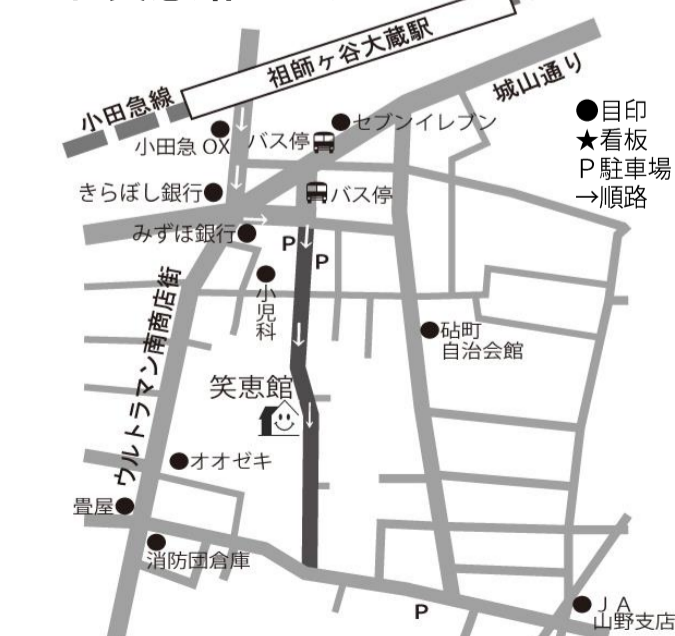 祖師ヶ谷大蔵駅
小田急線
城山通り
●目印
★看板
P駐車場
→順路
セブンイレブン
小田急 OX
バス停
きらぼし銀行
バス停
みずほ銀行
P
P
小児科
ウルトラマン南商店街
砧町
自治会館
笑恵館
オオゼキ
畳屋
消防団倉庫
P
JA
山野支店